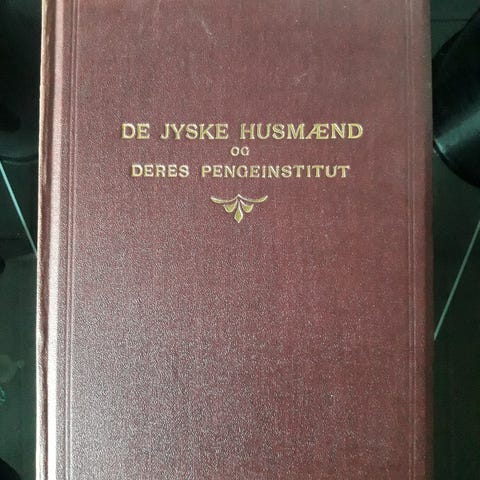 DE JYSKE HUSMÆND
OG
DERES PENGEINSTITUT